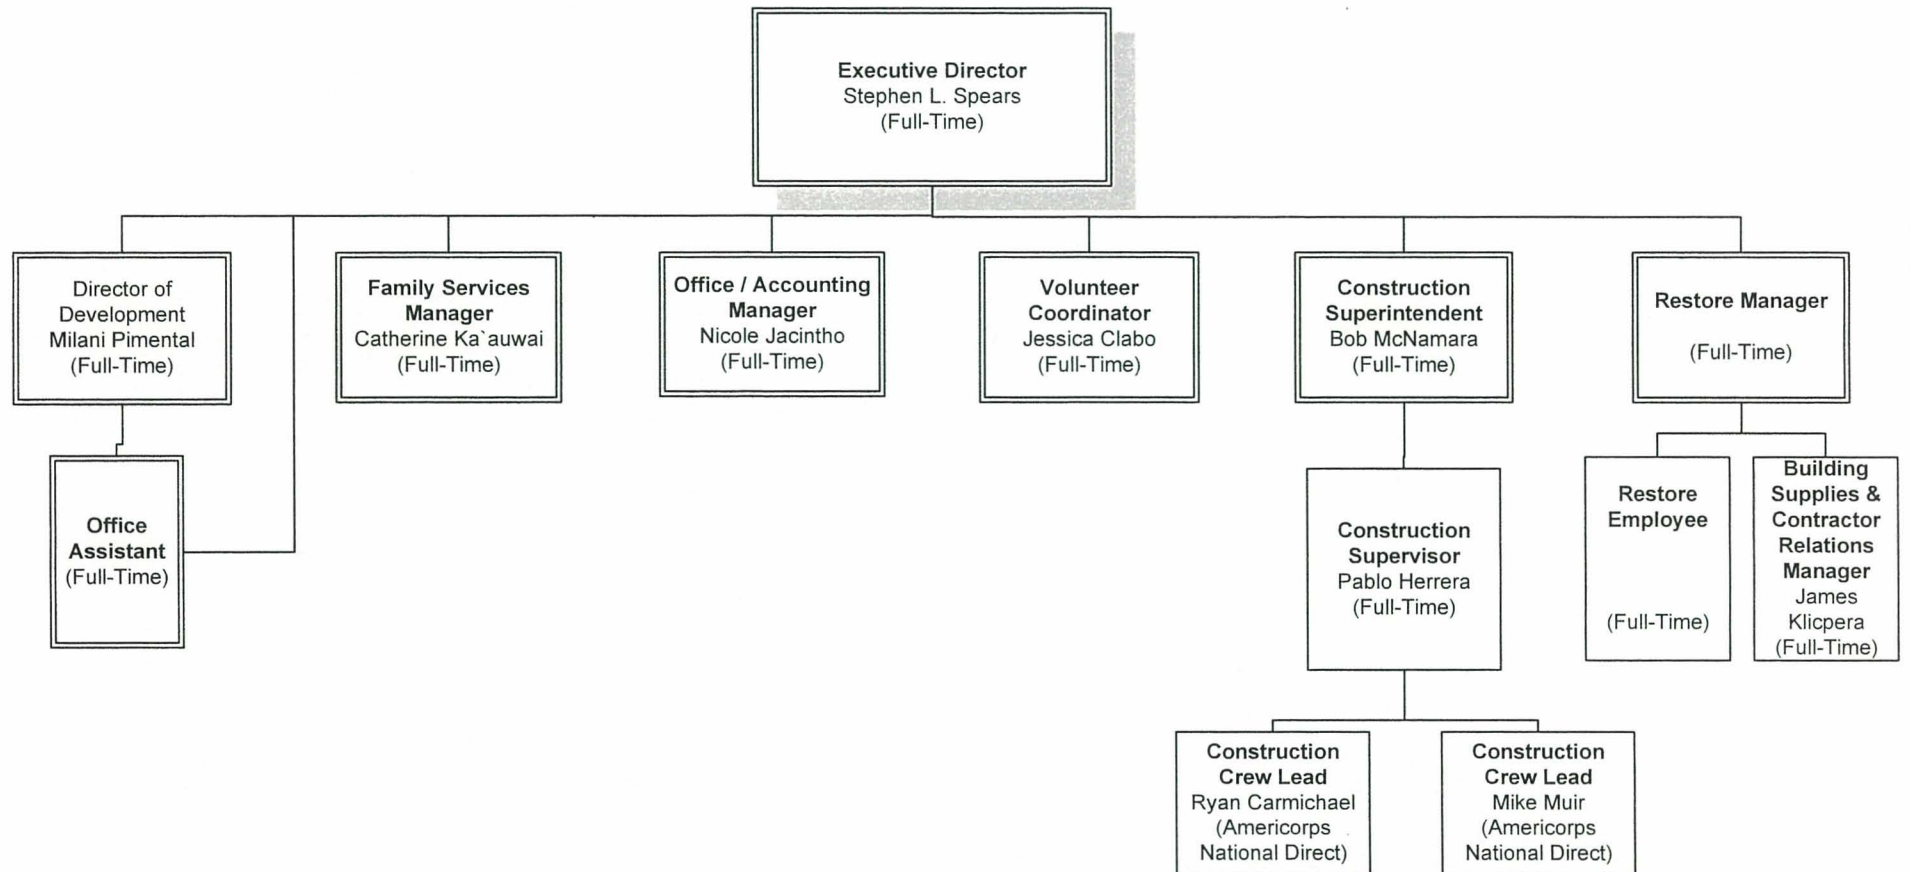 Executive Director
Stephen L. Spears
(Full-Time)
Director of
Development
Milani Pimental
(Full-Time)
Family Services
Manager
Catherine Ka`auwai
(Full-Time)
Office / Accounting
Manager
Nicole Jacintho
(Full-Time)
Volunteer
Coordinator
Jessica Clabo
(Full-Time)
Construction
Superintendent
Bob McNamara
(Full-Time)
Restore Manager
(Full-Time)
Office
Assistant
(Full-Time)
Construction
Supervisor
Pablo Herrera
(Full-Time)
Restore
Employee
(Full-Time)
Building
Supplies &
Contractor
Relations
Manager
James
Klicpera
(Full-Time)
Construction
Crew Lead
Ryan Carmichael
(Americorps
National Direct)
Construction
Crew Lead
Mike Muir
(Americorps
National Direct)